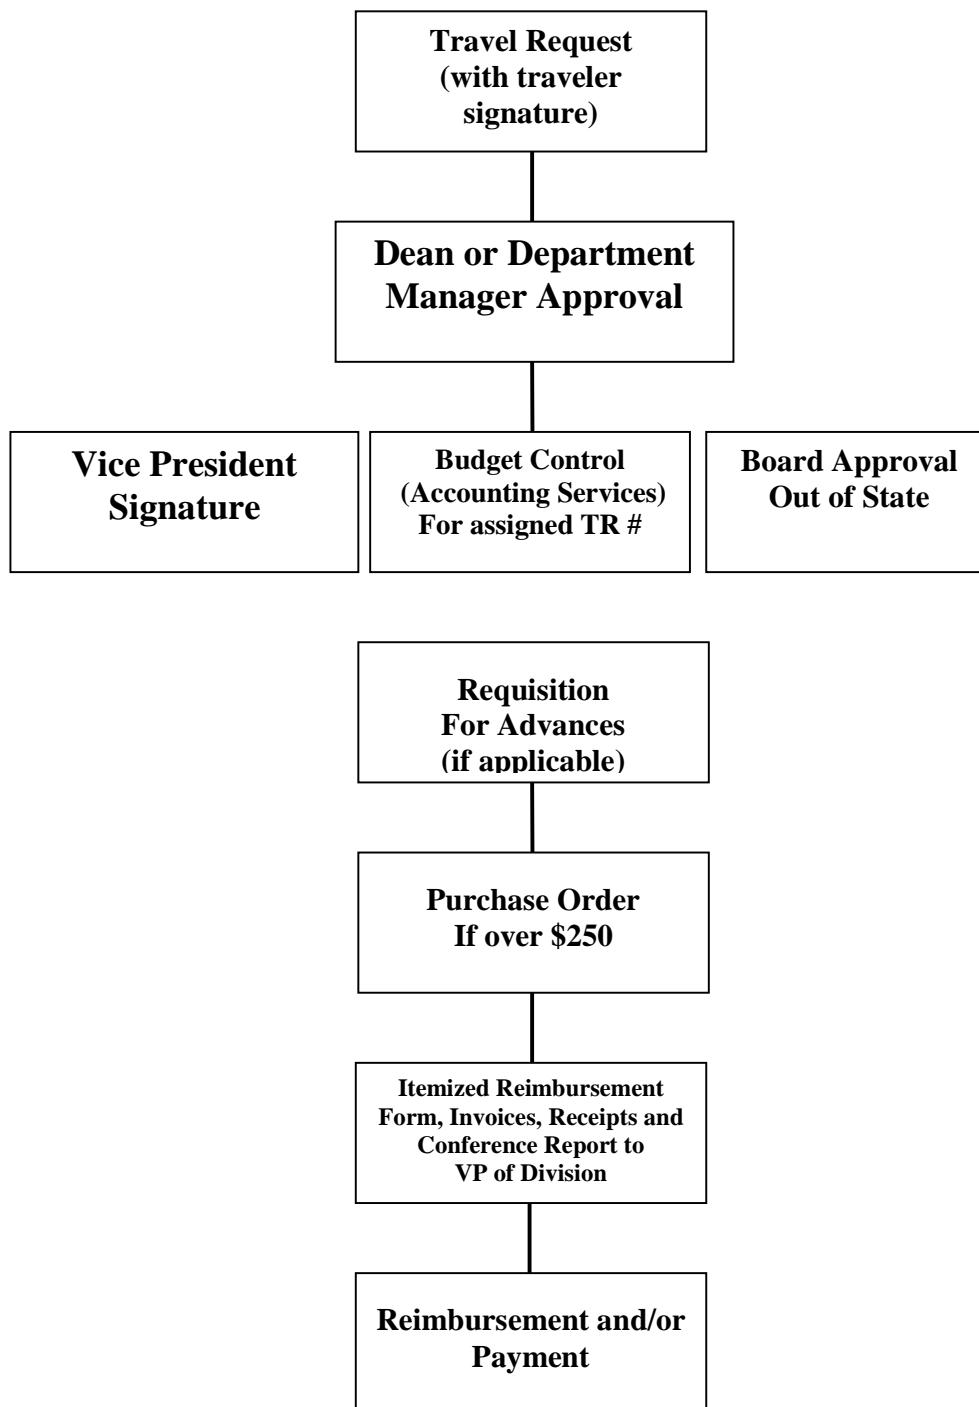 Travel Request
(with traveler
signature)
Dean or Department
Manager Approval
Vice President
Signature
Budget Control
(Accounting Services)
For assigned TR #
Board Approval
Out of State
Requisition
For Advances
(if applicable)
Purchase Order
If over $250
Itemized Reimbursement
Form, Invoices, Receipts and
Conference Report to
VP of Division
Reimbursement and/or
Payment